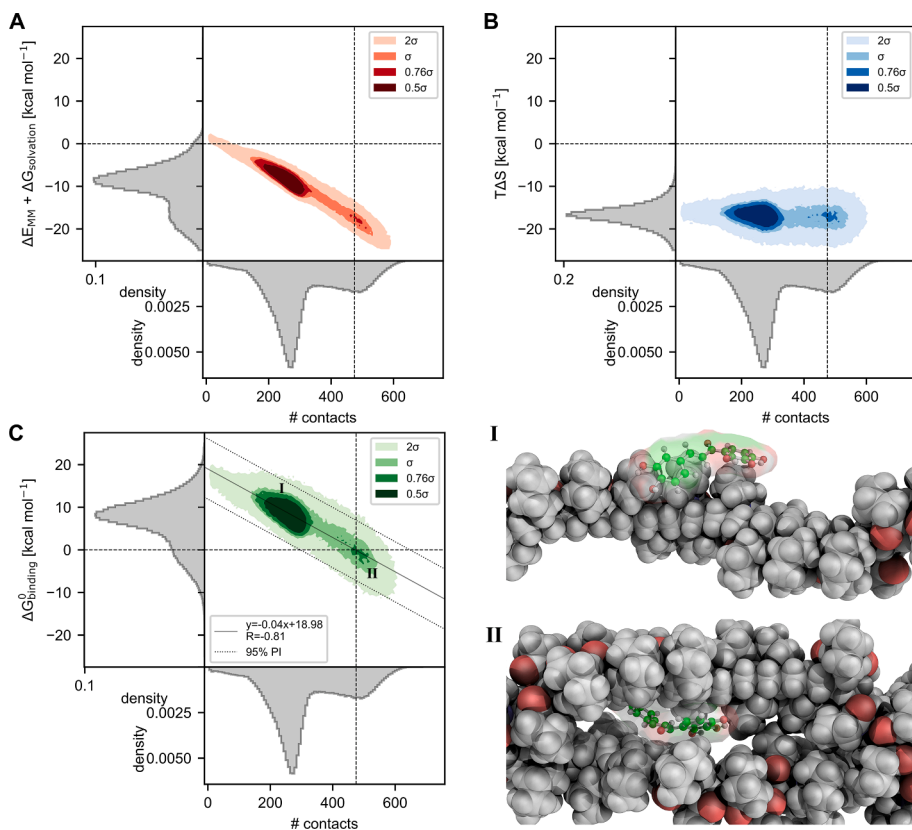 A
ΔE_MM + ΔG_solvation [kcal mol⁻¹]
20
10
0
−10
−20
2σ
σ
0.76σ
0.5σ
0.1
density
0.0025
0.0050
density
0
200
400
600
# contacts
B
TΔS [kcal mol⁻¹]
20
10
0
−10
−20
2σ
σ
0.76σ
0.5σ
0.2
density
0.0025
0.0050
density
0
200
400
600
# contacts
C
ΔG⁰_binding [kcal mol⁻¹]
20
10
0
−10
−20
2σ
σ
0.76σ
0.5σ
I
II
y=-0.04x+18.98
R=-0.81
95% PI
0.1
density
0.0025
0.0050
density
0
200
400
600
# contacts
I
II